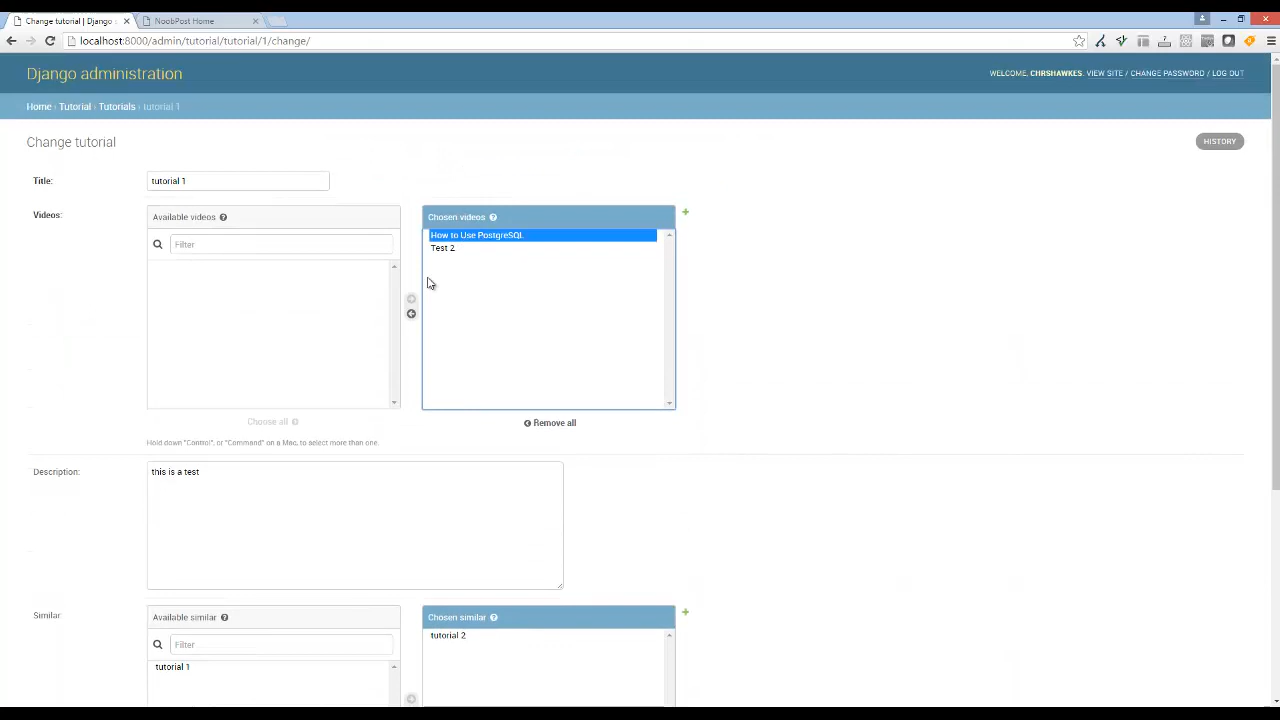 Change tutorial | Django s
NoobPost Home
localhost:8000/admin/tutorial/tutorial/1/change/
Django administration
WELCOME, CHRSHAWKES. VIEW SITE / CHANGE PASSWORD / LOG OUT
Home › Tutorial › Tutorials › tutorial 1
Change tutorial
HISTORY
Title:
tutorial 1
Videos:
Available videos
Chosen videos
Filter
How to Use PostgreSQL
Test 2
Choose all
Remove all
Hold down "Control", or "Command" on a Mac, to select more than one.
Description:
this is a test
Similar
Available similar
Chosen similar
Filter
tutorial 2
tutorial 1